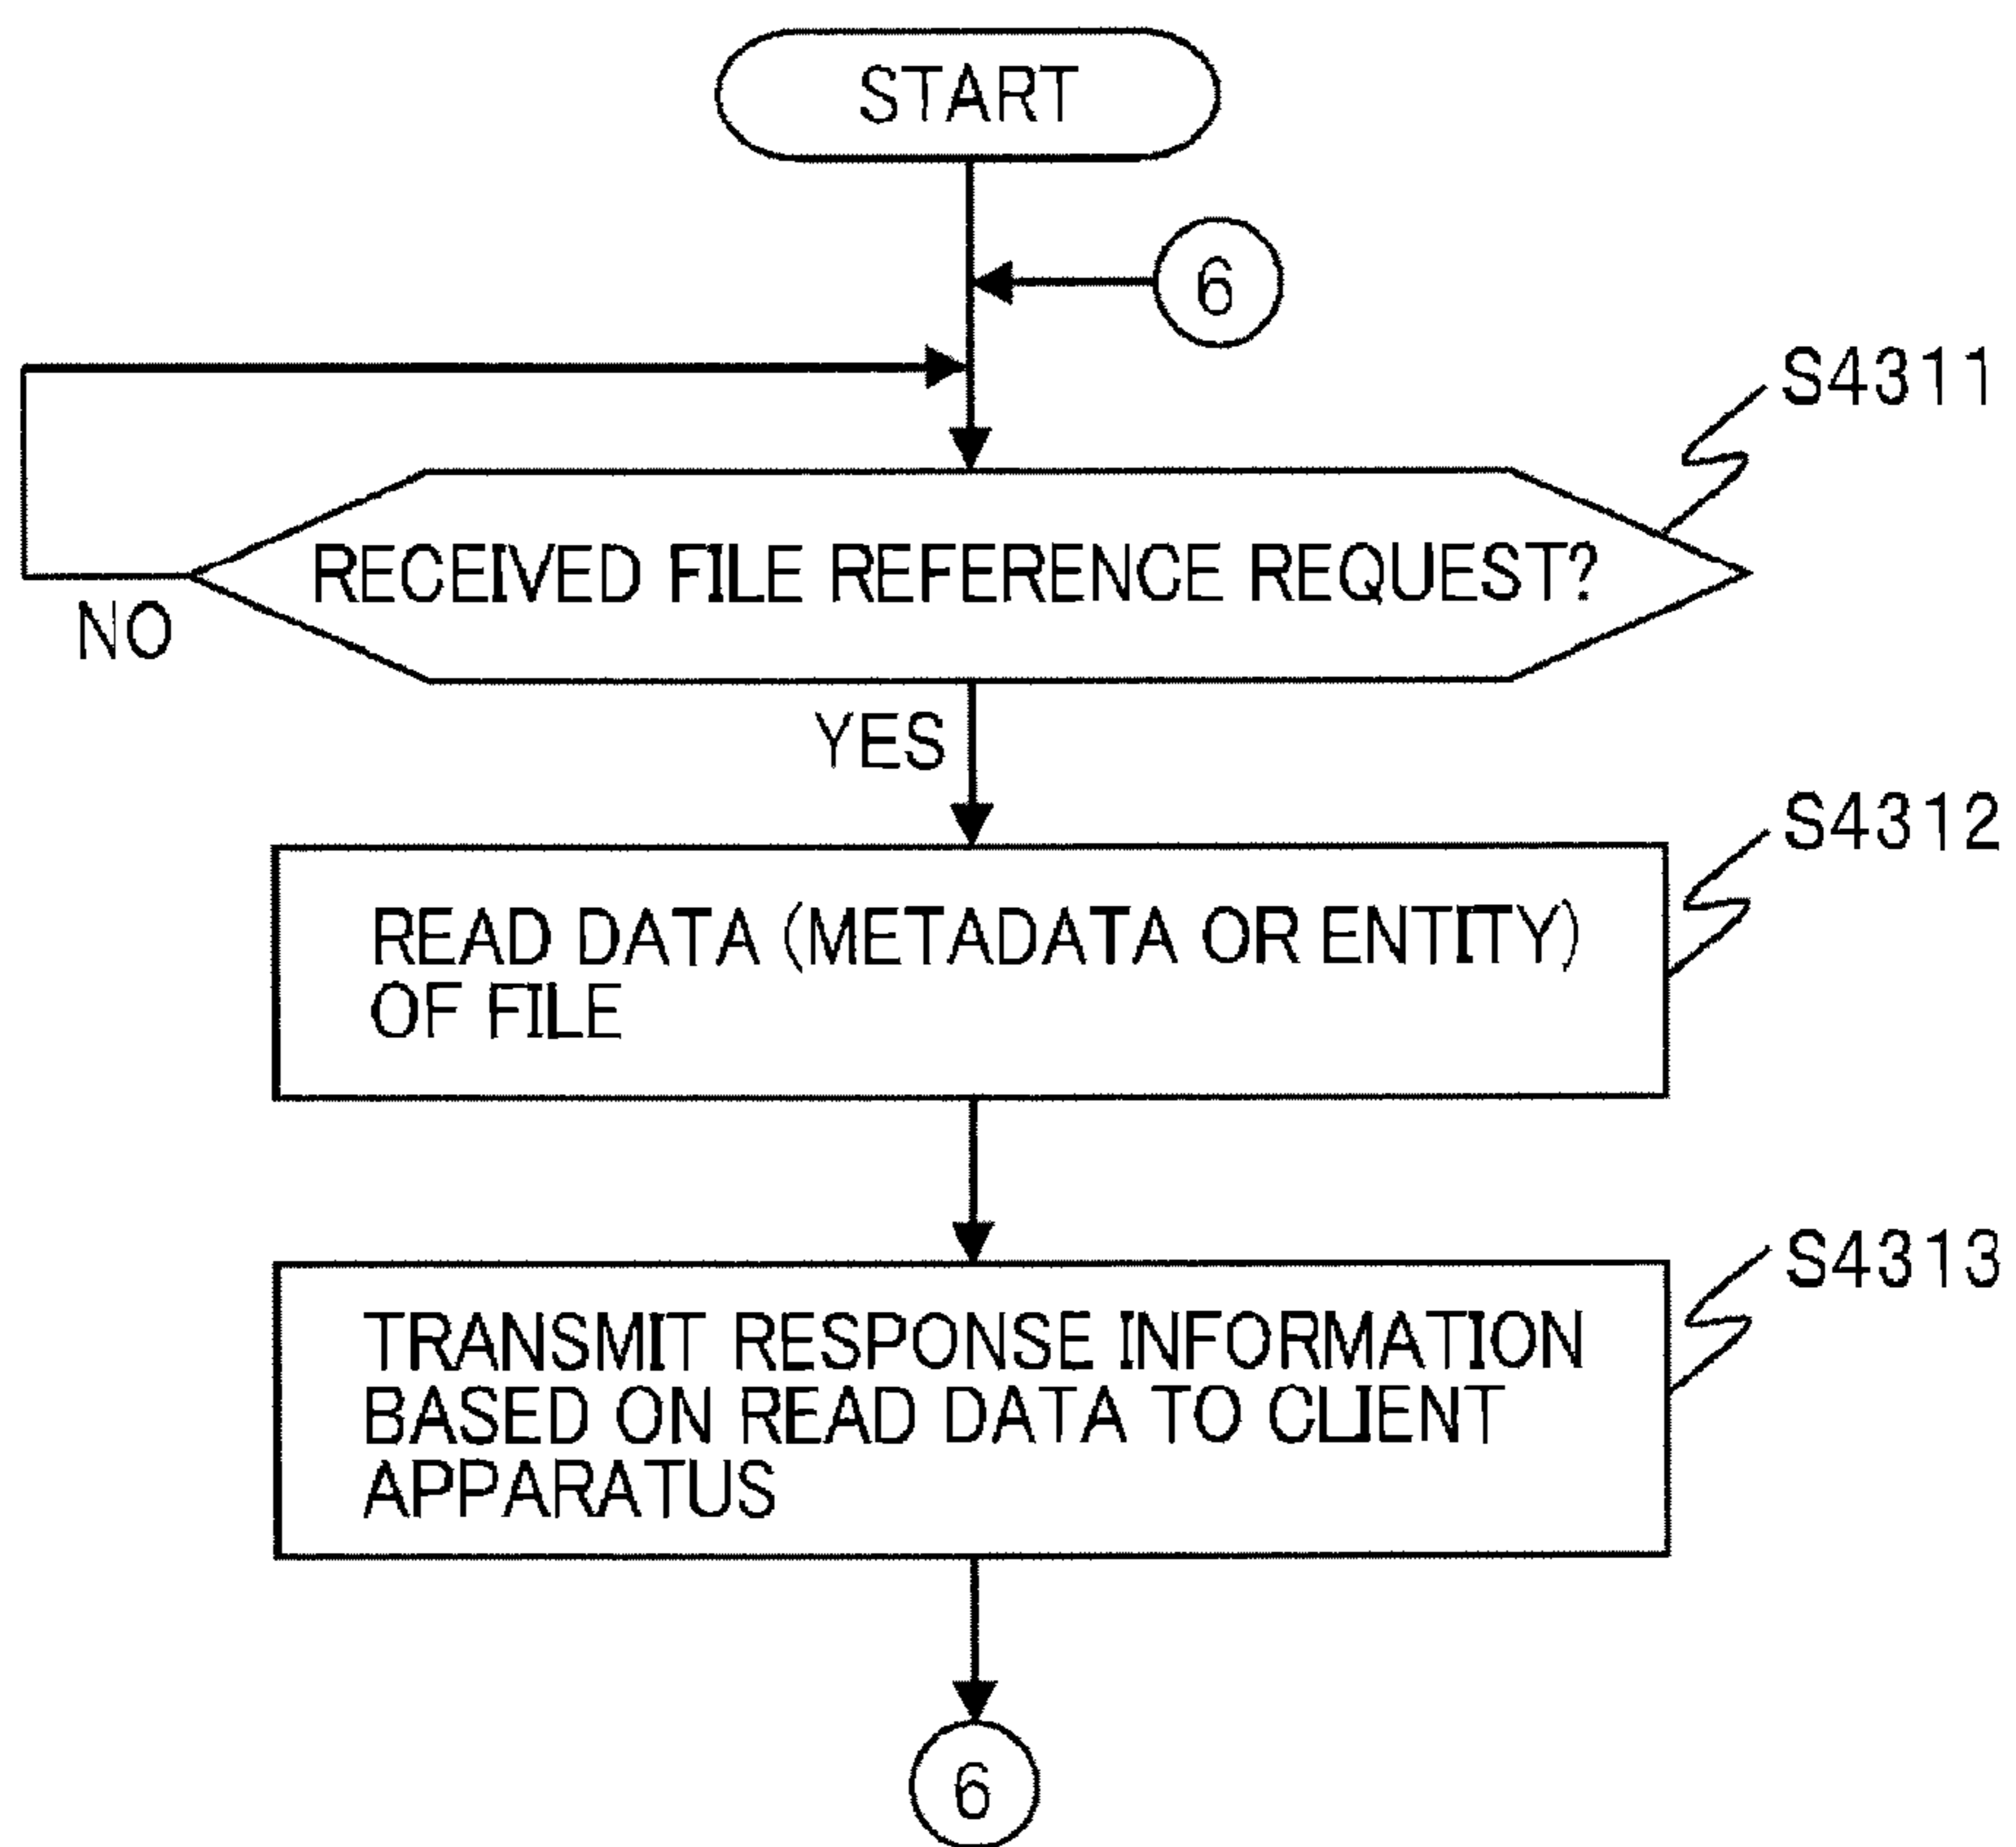 START
6
S4311
RECEIVED FILE REFERENCE REQUEST?
NO
YES
S4312
READ DATA (METADATA OR ENTITY)
OF FILE
S4313
TRANSMIT RESPONSE INFORMATION
BASED ON READ DATA TO CLIENT
APPARATUS
6